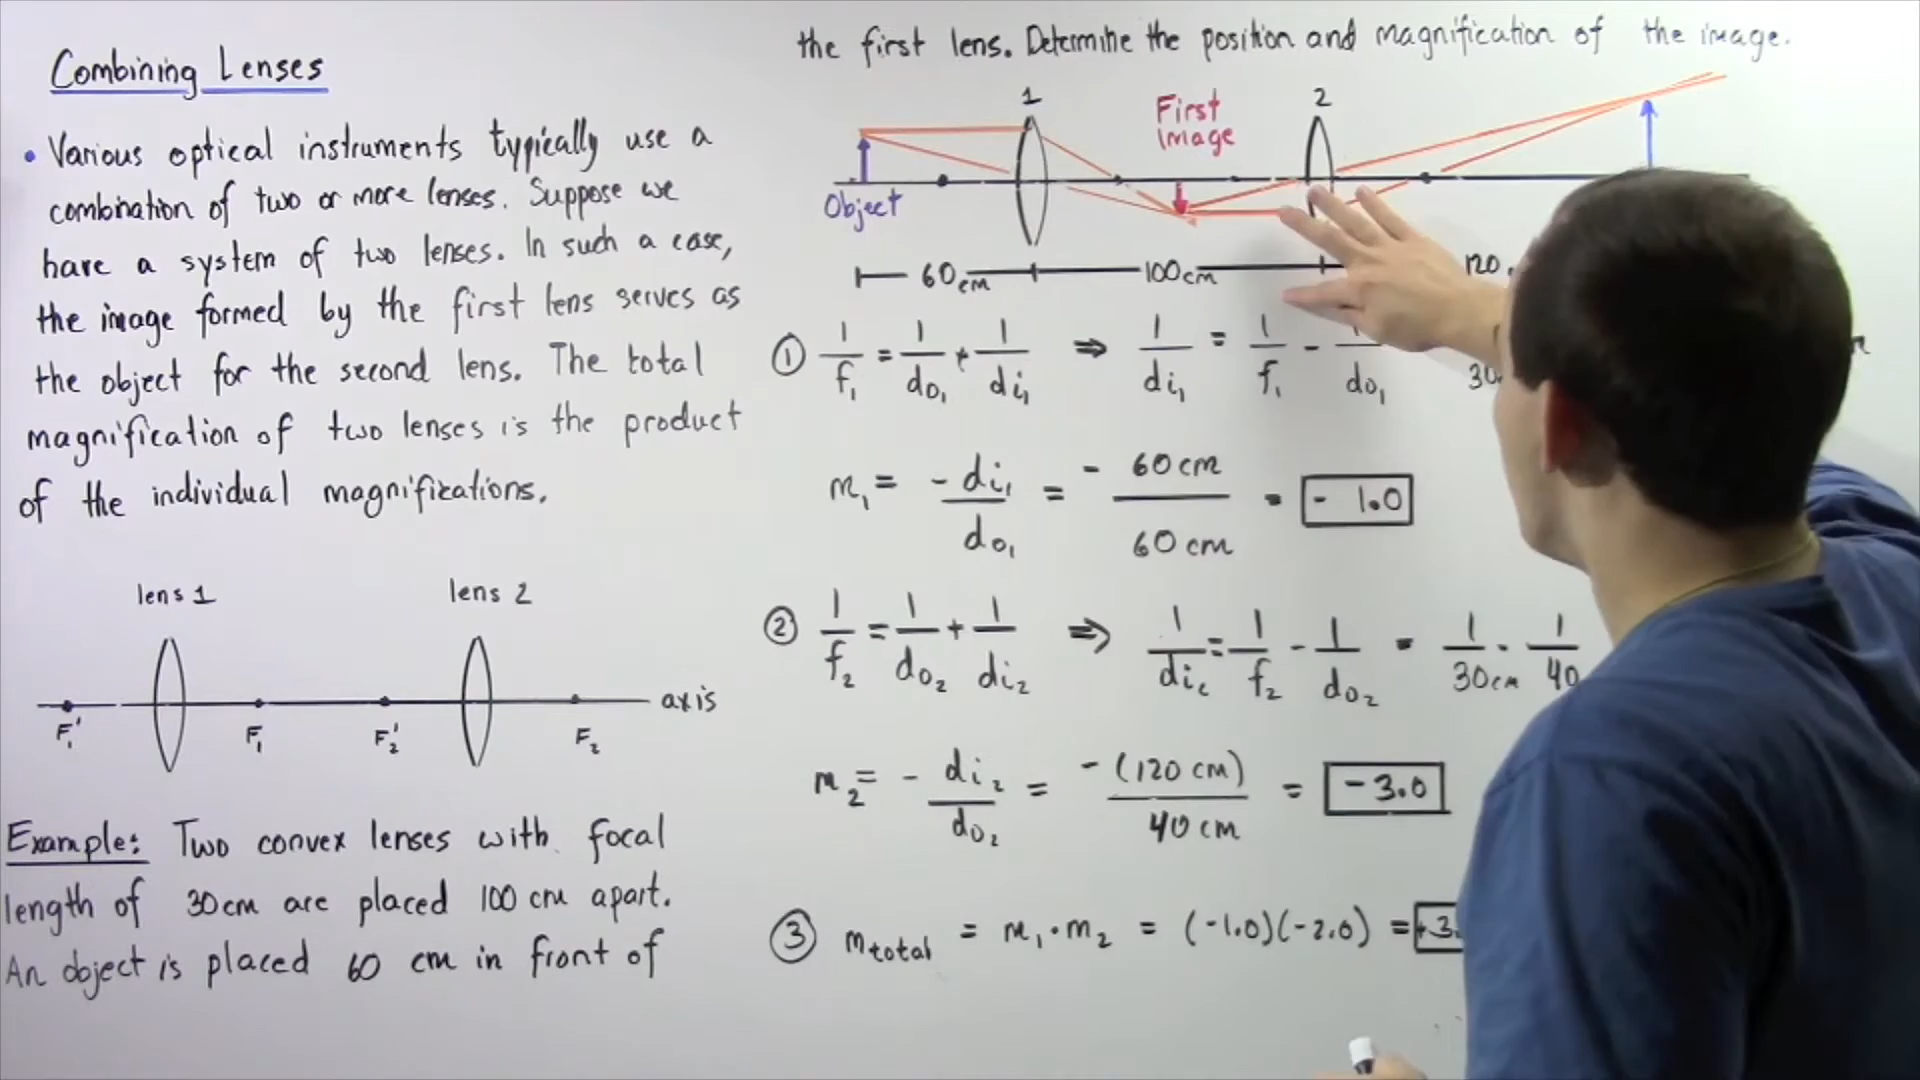 Combining Lenses
• Various optical instruments typically use a
combination of two or more lenses. Suppose we
have a system of two lenses. In such a case,
the image formed by the first lens serves as
the object for the second lens. The total
magnification of two lenses is the product
of the individual magnifications.
lens 1 lens 2
F₁' F₁ F₂' F₂ axis
Example: Two convex lenses with focal
length of 30cm are placed 100 cm apart.
An object is placed 60 cm in front of
the first lens. Determine the position and magnification of the image.
1 First 2
Image
Object
60cm 100cm 120
① 1/f₁ = 1/do₁ + 1/di₁ ⇒ 1/di₁ = 1/f₁ - 1/do₁ 30
m₁ = -di₁/do₁ = - 60cm/60cm = - 1.0
② 1/f₂ = 1/do₂ + 1/di₂ ⇒ 1/di₂ = 1/f₂ - 1/do₂ = 1/30cm - 1/40
m₂ = - di₂/do₂ = -(120 cm)/40 cm = -3.0
③ mtotal = m₁·m₂ = (-1.0)(-2.0) = +3.